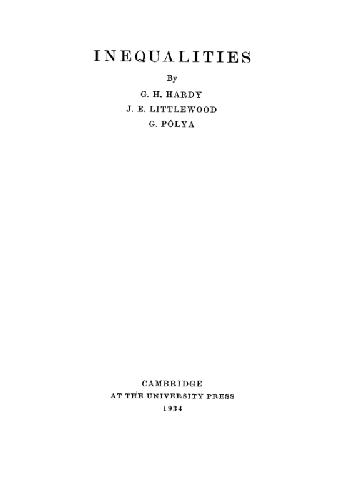 INEQUALITIES
By
G. H. HARDY
J. E. LITTLEWOOD
G. PÓLYA
CAMBRIDGE
AT THE UNIVERSITY PRESS
1934